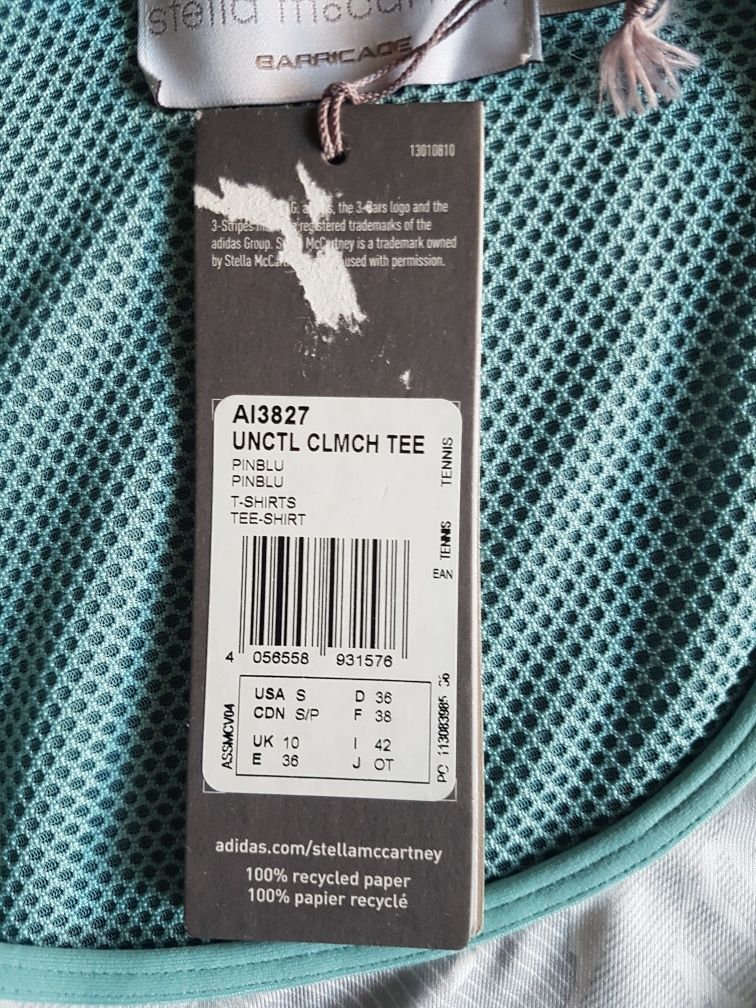 stella
BARRICADE
13010810
the 3-Bars logo and the
3-Stripes registered trademarks of the
adidas Group. McCartney is a trademark owned
by Stella used with permission.
AI3827
UNCTL CLMCH TEE
PINBLU
PINBLU
T-SHIRTS
TEE-SHIRT
TENNIS
TENNIS
EAN
4 056558 931576
USA S D 36
CDN S/P F 38
UK 10 I 42
E 36 J OT
ASSMCV04
PC 113083985 36
adidas.com/stellamccartney
100% recycled paper
100% papier recyclé